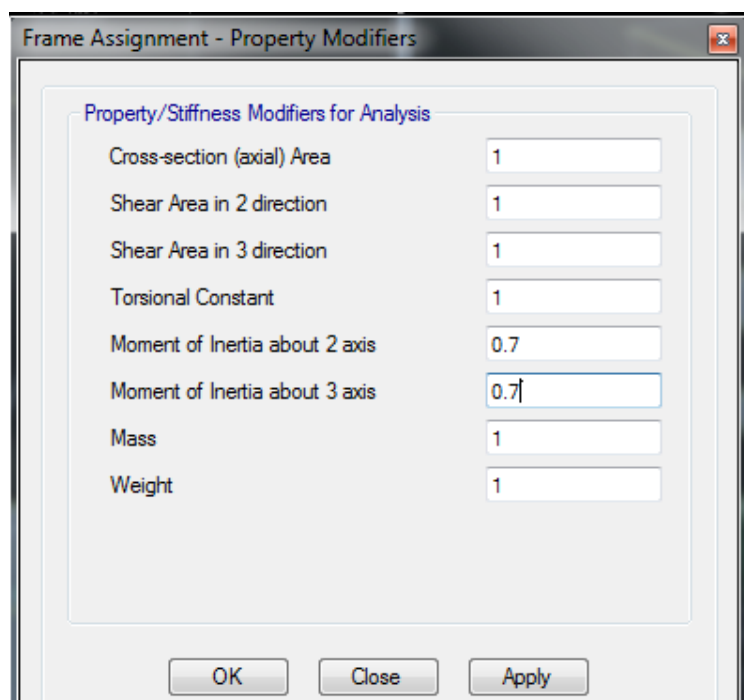 Frame Assignment - Property Modifiers
Property/Stiffness Modifiers for Analysis
Cross-section (axial) Area 1
Shear Area in 2 direction 1
Shear Area in 3 direction 1
Torsional Constant 1
Moment of Inertia about 2 axis 0.7
Moment of Inertia about 3 axis 0.7
Mass 1
Weight 1
OK Close Apply